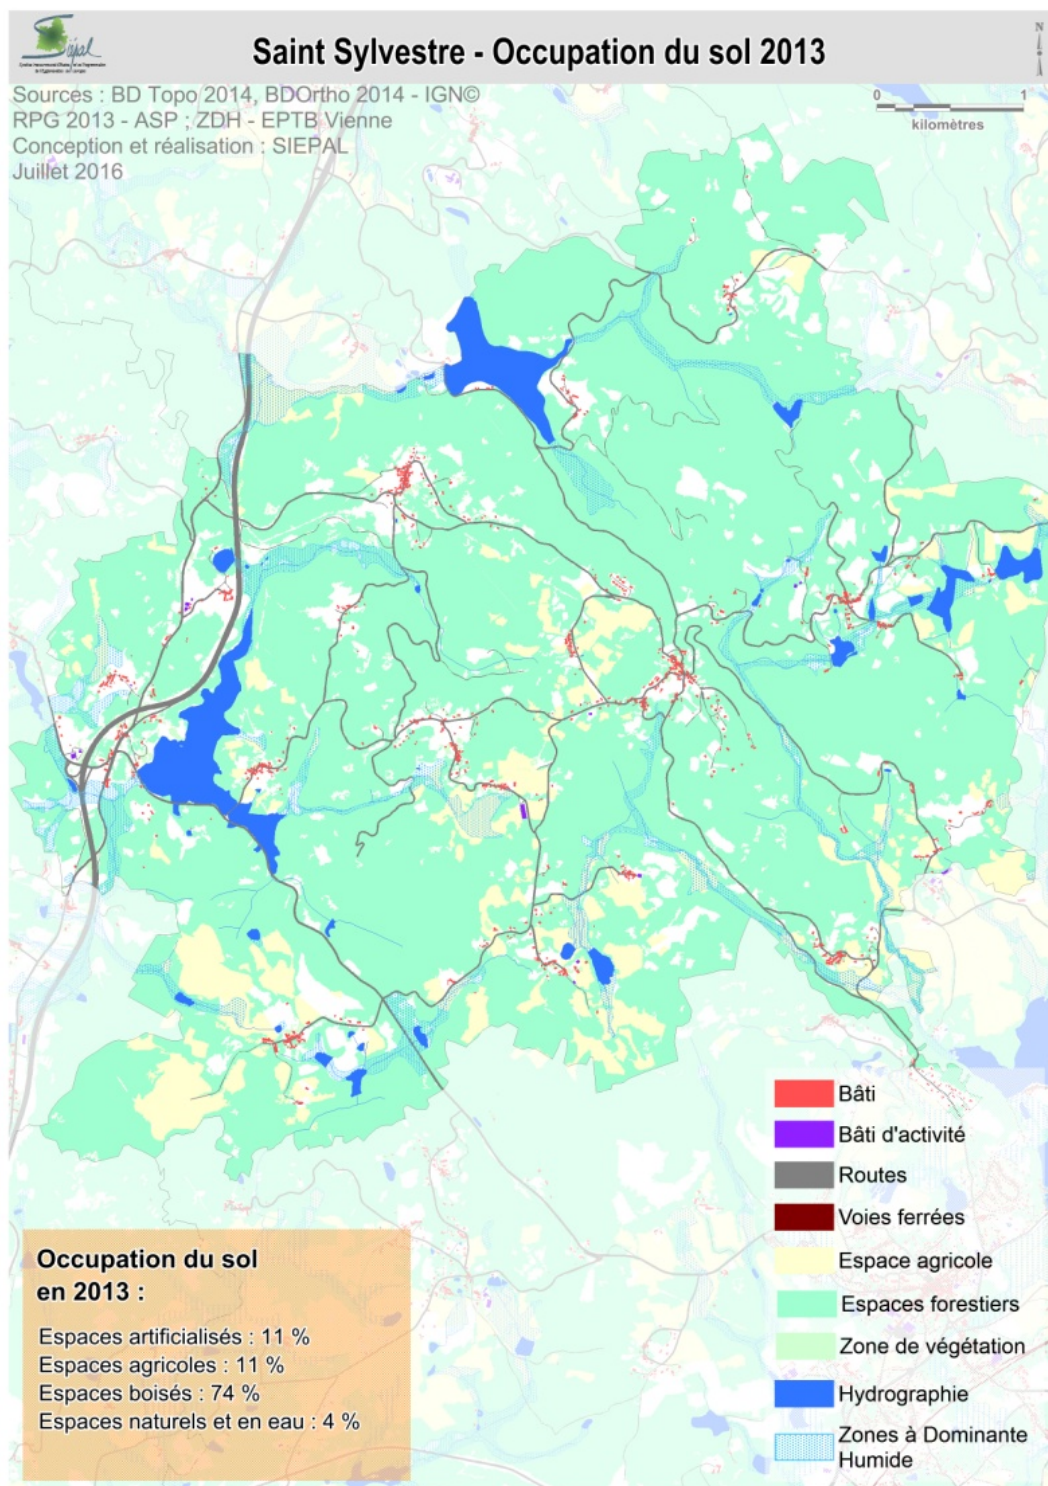 Siépal
Saint Sylvestre - Occupation du sol 2013
N
Sources : BD Topo 2014, BDOrtho 2014 - IGN©
RPG 2013 - ASP ; ZDH - EPTB Vienne
Conception et réalisation : SIEPAL
Juillet 2016
0 1
kilomètres
Bâti
Bâti d'activité
Routes
Voies ferrées
Espace agricole
Espaces forestiers
Zone de végétation
Hydrographie
Zones à Dominante
Humide
Occupation du sol
en 2013 :
Espaces artificialisés : 11 %
Espaces agricoles : 11 %
Espaces boisés : 74 %
Espaces naturels et en eau : 4 %